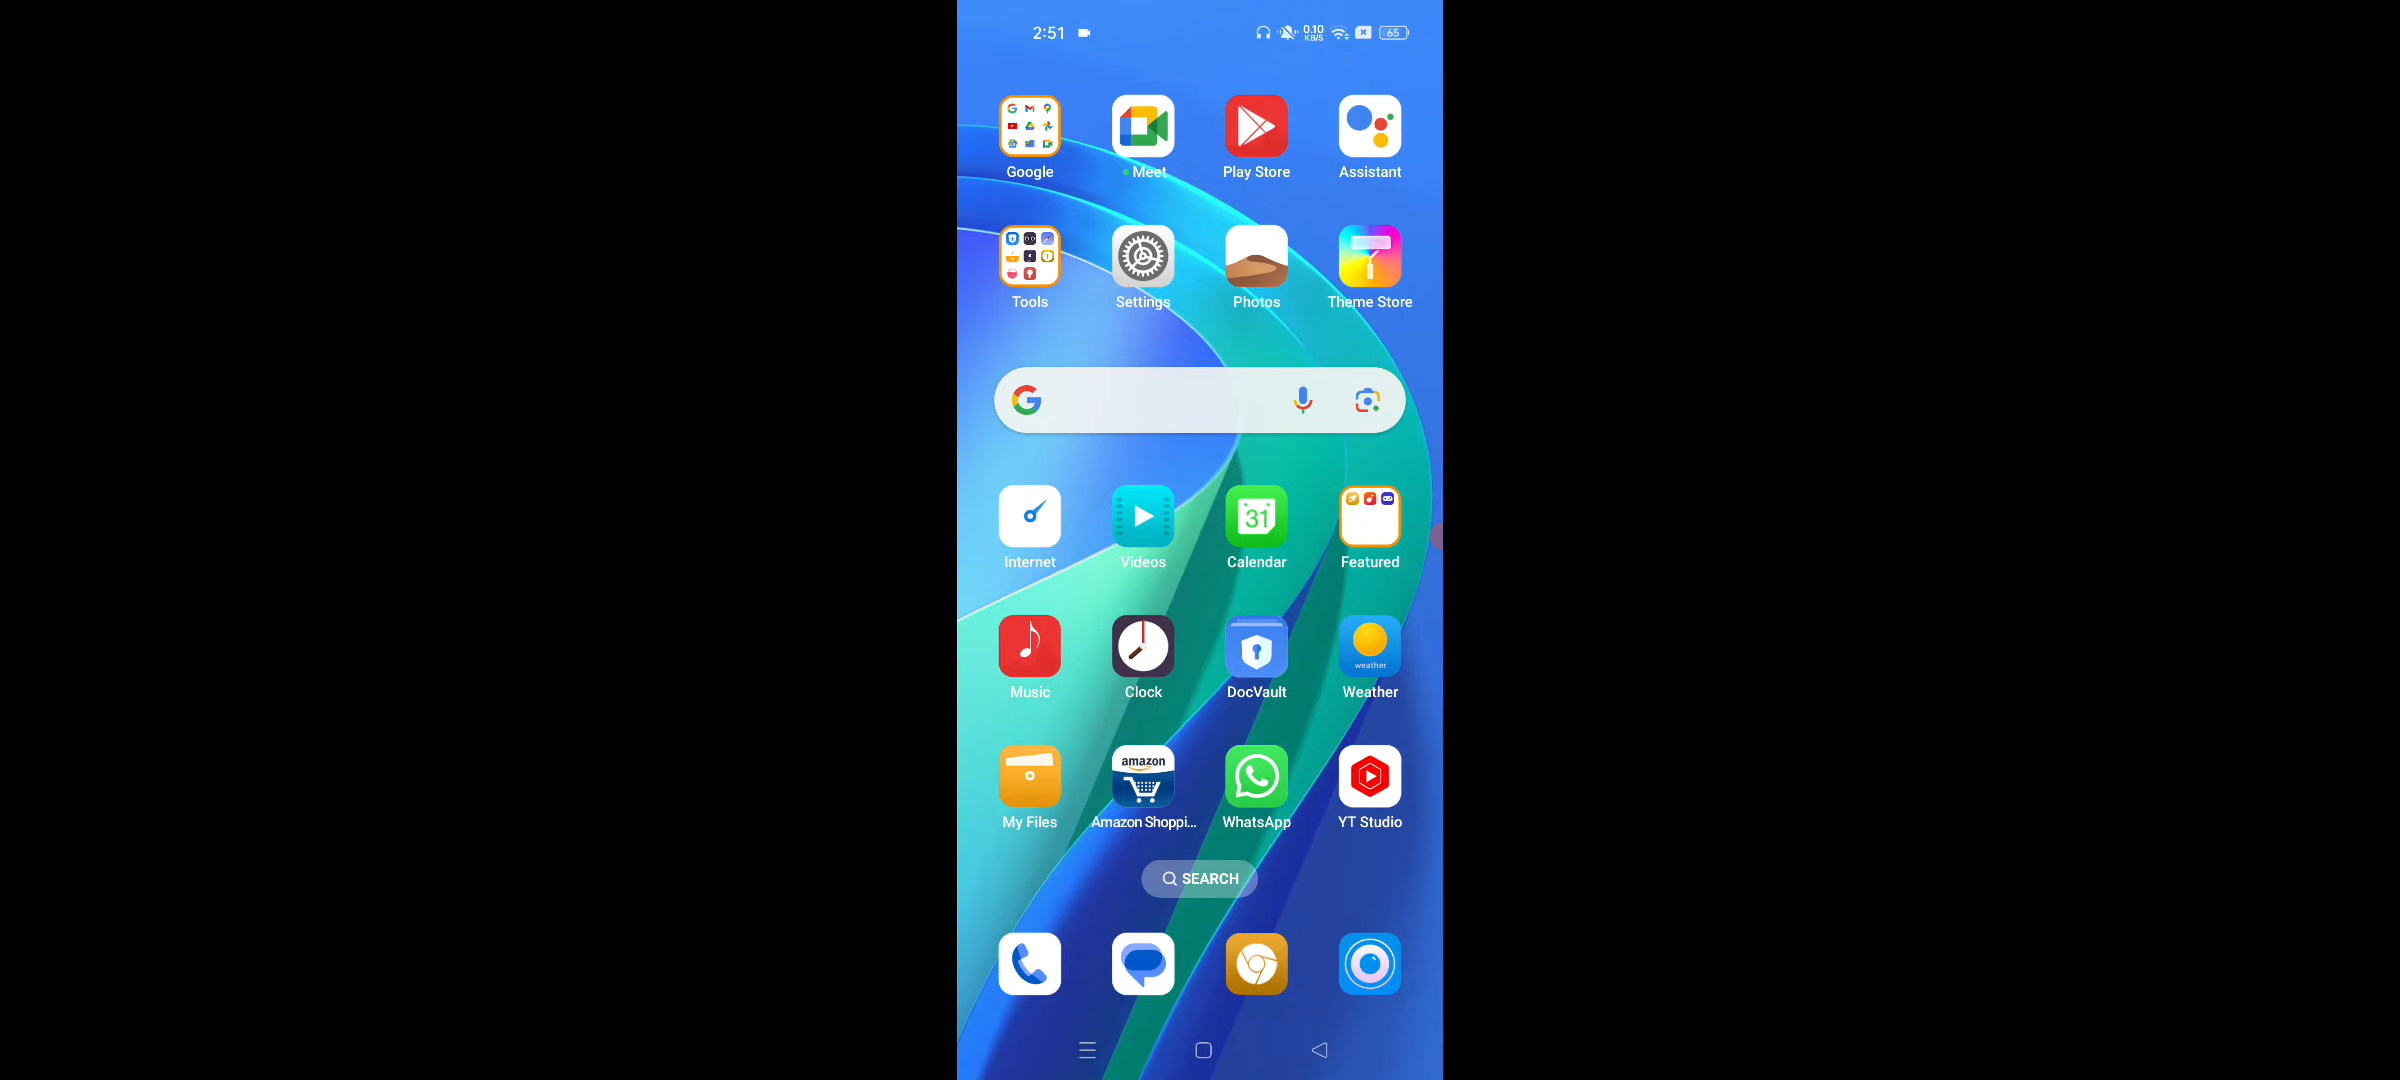 2:51 0.10 KB/S 65
Google Meet Play Store Assistant
Tools Settings Photos Theme Store
31
Internet Videos Calendar Featured
weather
Music Clock DocVault Weather
amazon
My Files Amazon Shoppi... WhatsApp YT Studio
SEARCH